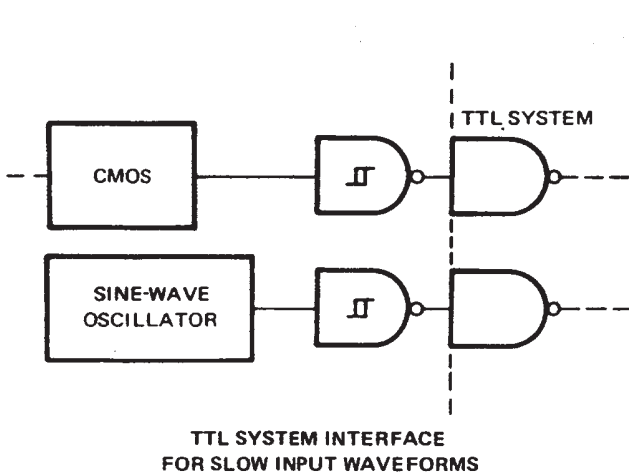 TTL SYSTEM
CMOS
SINE-WAVE
OSCILLATOR
TTL SYSTEM INTERFACE
FOR SLOW INPUT WAVEFORMS